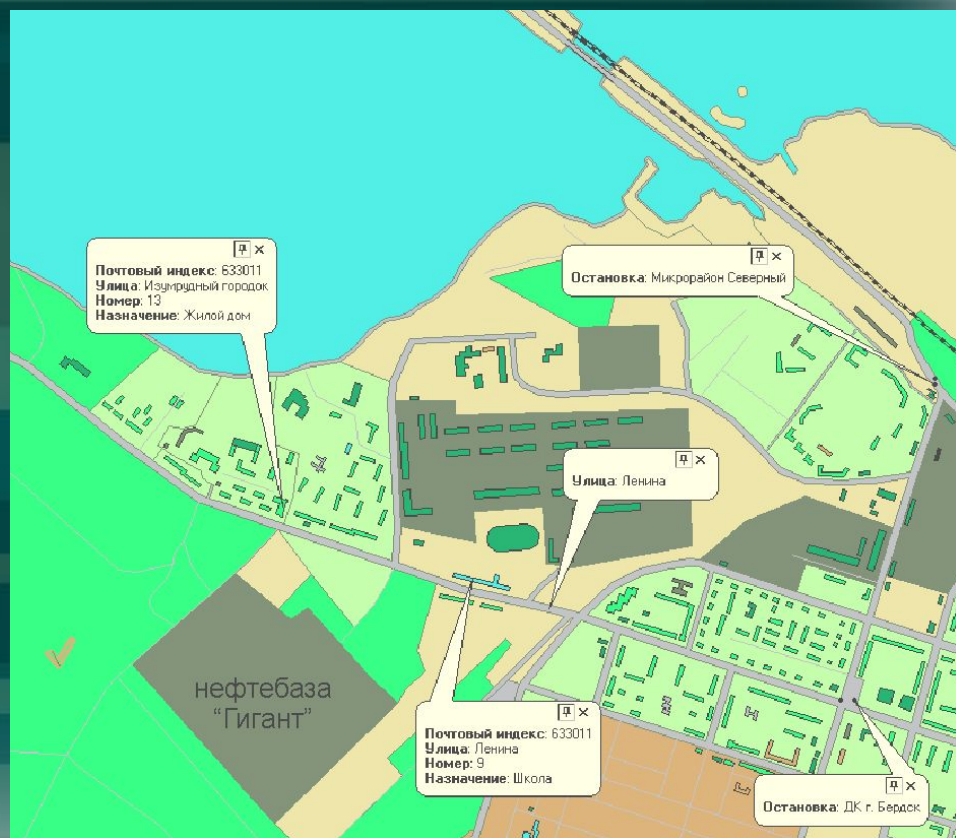 Почтовый индекс: 633011
Улица: Изумрудный городок
Номер: 13
Назначение: Жилой дом
Остановка: Микрорайон Северный
Улица: Ленина
нефтебаза
"Гигант"
Почтовый индекс: 633011
Улица: Ленина
Номер: 9
Назначение: Школа
Остановка: ДК г. Бердск